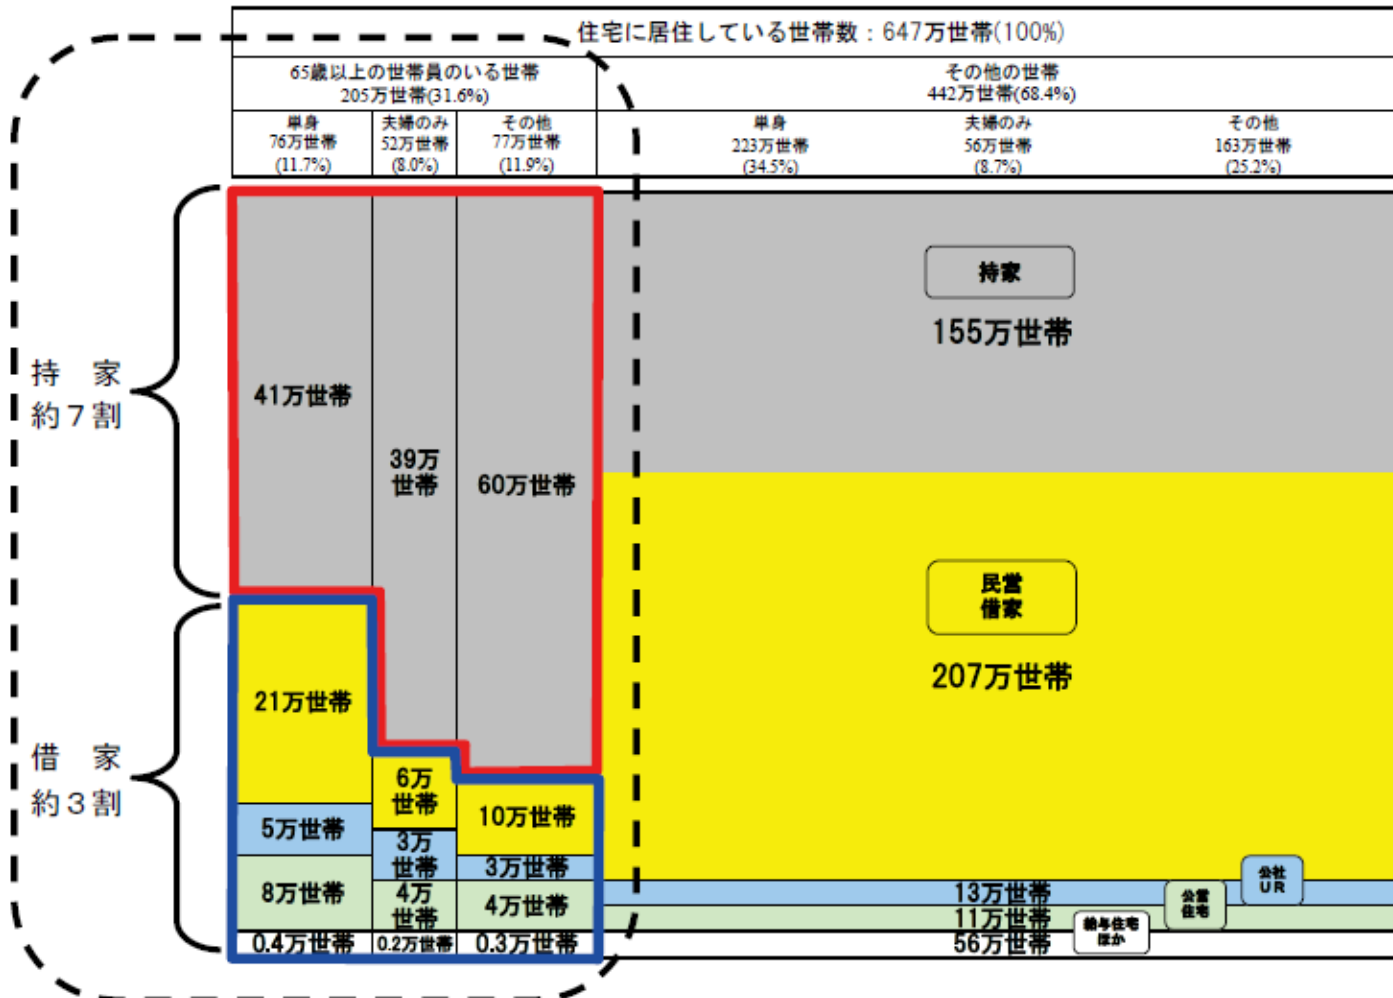 住宅に居住している世帯数：647万世帯(100%)
65歳以上の世帯員のいる世帯
205万世帯(31.6%)
その他の世帯
442万世帯(68.4%)
単身
76万世帯
(11.7%)
夫婦のみ
52万世帯
(8.0%)
その他
77万世帯
(11.9%)
単身
223万世帯
(34.5%)
夫婦のみ
56万世帯
(8.7%)
その他
163万世帯
(25.2%)
持　家
約７割
41万世帯
39万
世帯
60万世帯
持家
155万世帯
借　家
約３割
21万世帯
6万
世帯
10万世帯
民営
借家
207万世帯
5万世帯
3万
世帯
3万世帯
13万世帯
公社
ＵＲ
8万世帯
4万
世帯
4万世帯
11万世帯
公営
住宅
0.4万世帯
0.2万世帯
0.3万世帯
56万世帯
給与住宅
ほか